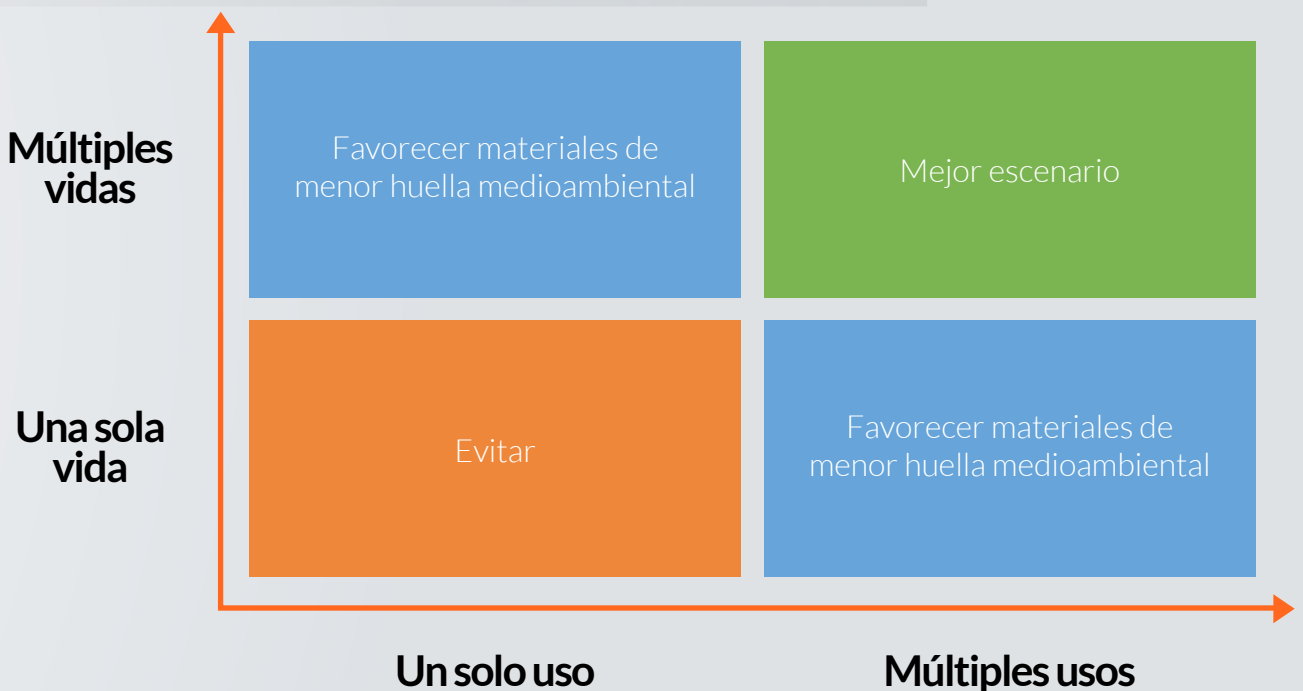 Múltiples
vidas
Favorecer materiales de
menor huella medioambiental
Mejor escenario
Una sola
vida
Evitar
Favorecer materiales de
menor huella medioambiental
Un solo uso
Múltiples usos